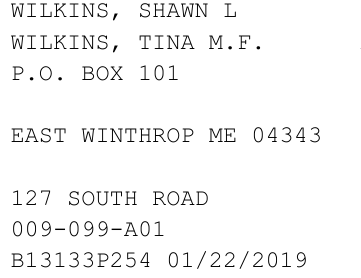 WILKINS, SHAWN L
WILKINS, TINA M.F.
P.O. BOX 101
EAST WINTHROP ME 04343
127 SOUTH ROAD
009-099-A01
B13133P254 01/22/2019